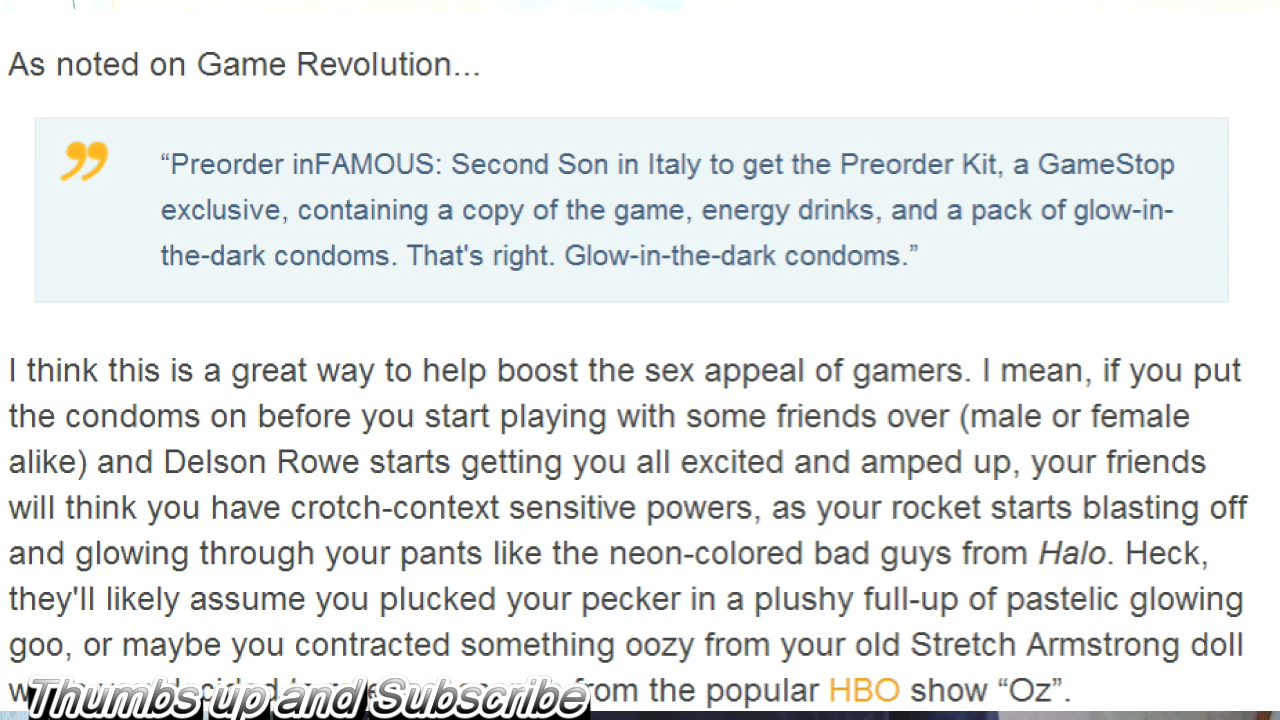 As noted on Game Revolution...
“Preorder inFAMOUS: Second Son in Italy to get the Preorder Kit, a GameStop
exclusive, containing a copy of the game, energy drinks, and a pack of glow-in-
the-dark condoms. That's right. Glow-in-the-dark condoms.”
I think this is a great way to help boost the sex appeal of gamers. I mean, if you put
the condoms on before you start playing with some friends over (male or female
alike) and Delson Rowe starts getting you all excited and amped up, your friends
will think you have crotch-context sensitive powers, as your rocket starts blasting off
and glowing through your pants like the neon-colored bad guys from Halo. Heck,
they'll likely assume you plucked your pecker in a plushy full-up of pastelic glowing
goo, or maybe you contracted something oozy from your old Stretch Armstrong doll
from the popular HBO show “Oz”.
Thumbs up and Subscribe